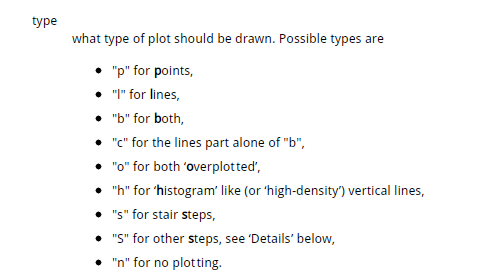 type
what type of plot should be drawn. Possible types are
• "p" for points,
• "l" for lines,
• "b" for both,
• "c" for the lines part alone of "b",
• "o" for both ‘overplotted’,
• "h" for ‘histogram’ like (or ‘high-density’) vertical lines,
• "s" for stair steps,
• "S" for other steps, see ‘Details’ below,
• "n" for no plotting.